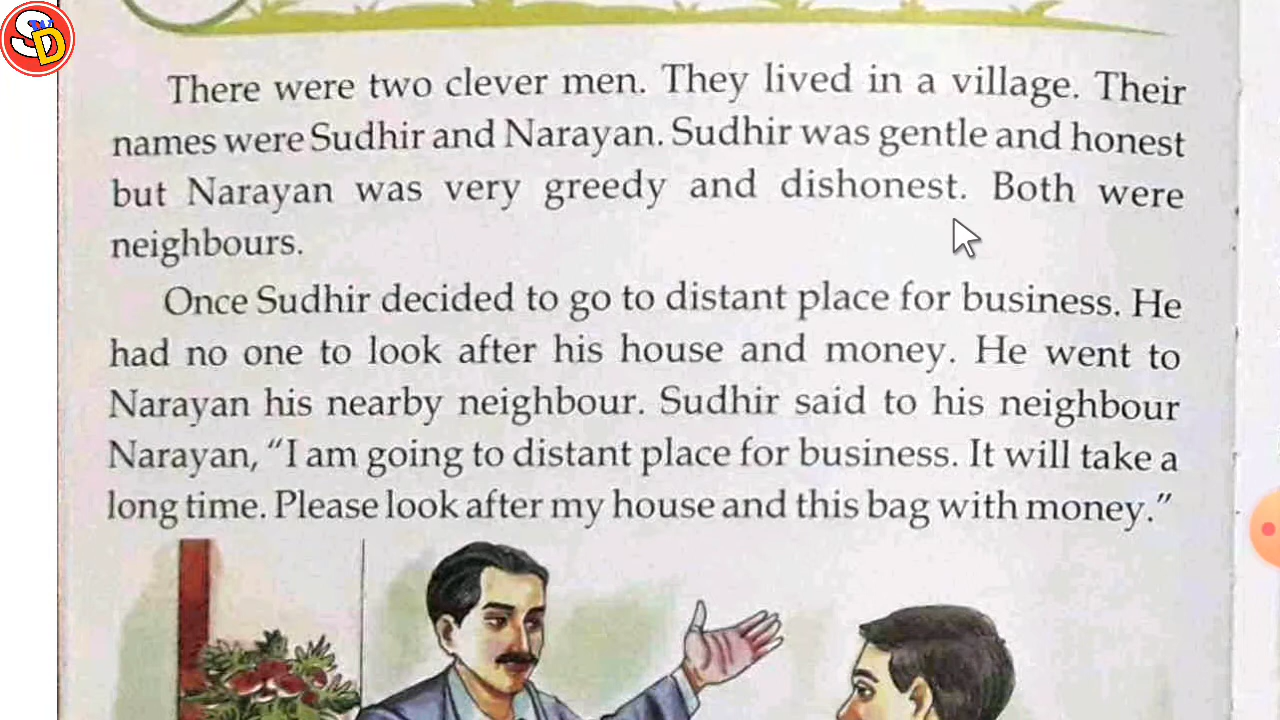 SD
There were two clever men. They lived in a village. Their
names were Sudhir and Narayan. Sudhir was gentle and honest
but Narayan was very greedy and dishonest. Both were
neighbours.
Once Sudhir decided to go to distant place for business. He
had no one to look after his house and money. He went to
Narayan his nearby neighbour. Sudhir said to his neighbour
Narayan, “I am going to distant place for business. It will take a
long time. Please look after my house and this bag with money.”